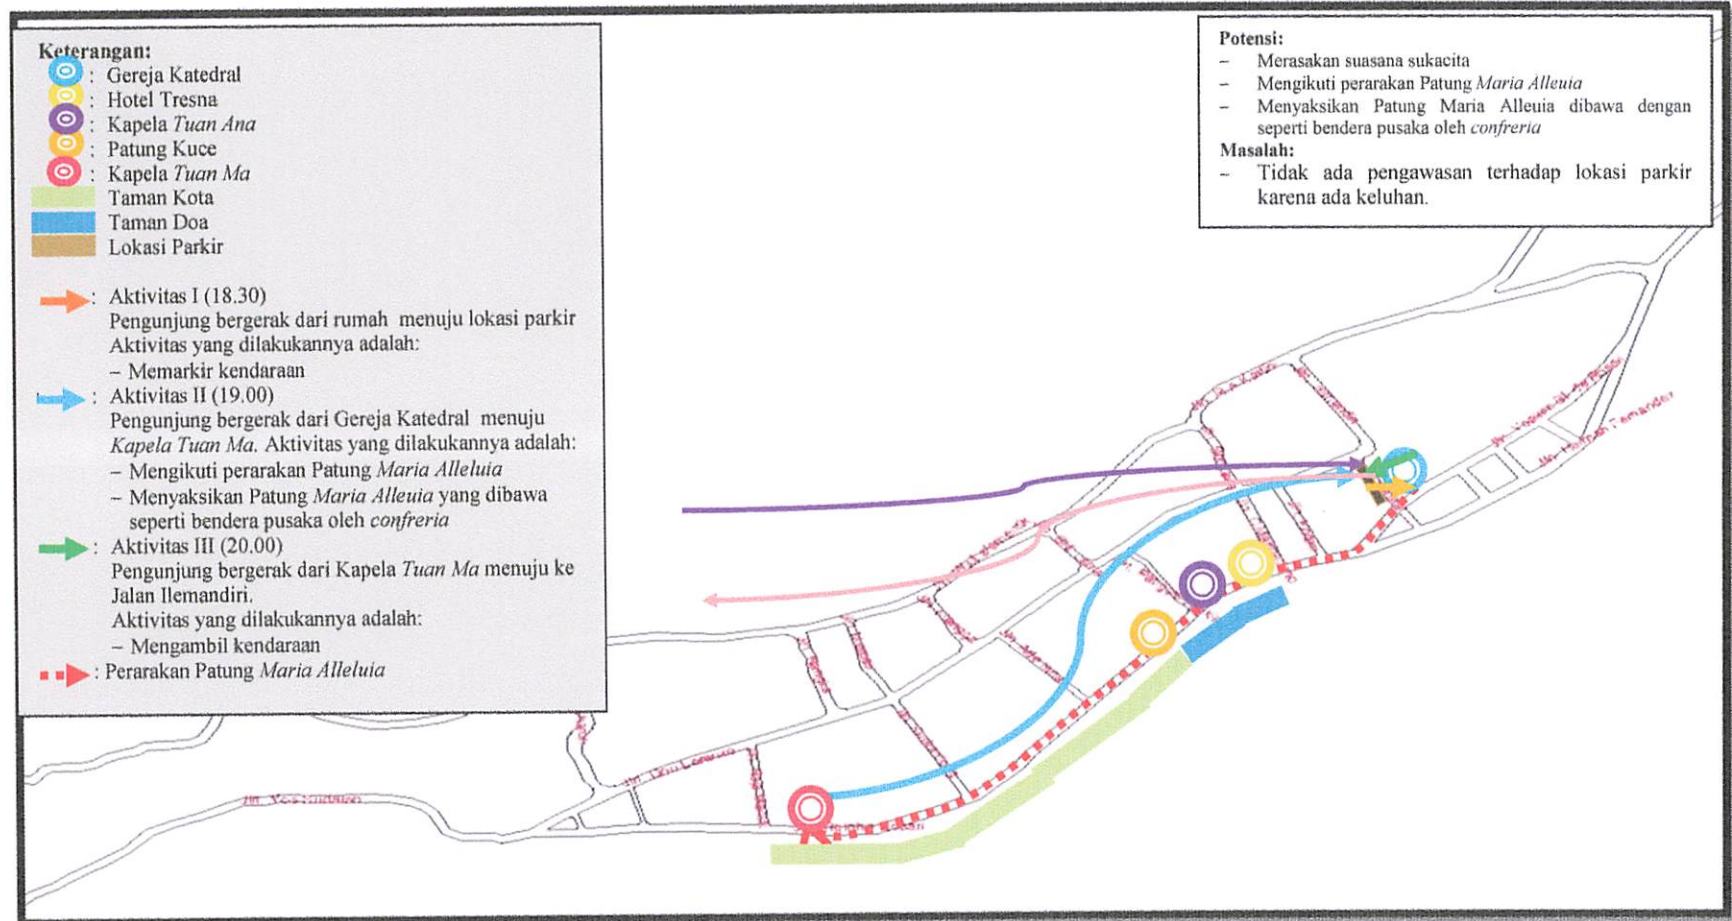 Keterangan:
: Gereja Katedral
: Hotel Tresna
: Kapela Tuan Ana
: Patung Kuce
: Kapela Tuan Ma
Taman Kota
Taman Doa
Lokasi Parkir
: Aktivitas I (18.30)
Pengunjung bergerak dari rumah menuju lokasi parkir
Aktivitas yang dilakukannya adalah:
– Memarkir kendaraan
: Aktivitas II (19.00)
Pengunjung bergerak dari Gereja Katedral menuju
Kapela Tuan Ma. Aktivitas yang dilakukannya adalah:
– Mengikuti perarakan Patung Maria Alleluia
– Menyaksikan Patung Maria Alleuia yang dibawa
seperti bendera pusaka oleh confreria
: Aktivitas III (20.00)
Pengunjung bergerak dari Kapela Tuan Ma menuju ke
Jalan Ilemandiri.
Aktivitas yang dilakukannya adalah:
– Mengambil kendaraan
: Perarakan Patung Maria Alleluia
Potensi:
– Merasakan suasana sukacita
– Mengikuti perarakan Patung Maria Alleuia
– Menyaksikan Patung Maria Alleuia dibawa dengan
seperti bendera pusaka oleh confreria
Masalah:
– Tidak ada pengawasan terhadap lokasi parkir
karena ada keluhan.